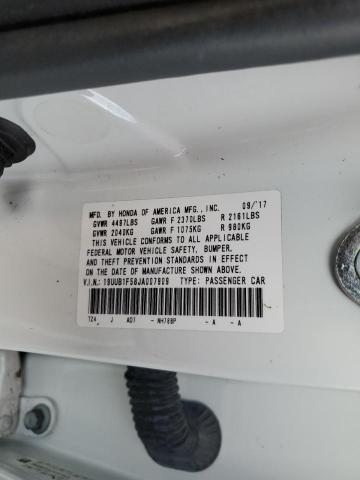 MFD. BY HONDA OF AMERICA MFG., INC. 09/'17
GVWR 4497LBS GAWR F 2370LBS R 2161LBS
GVWR 2040KG GAWR F 1075KG R 980KG
THIS VEHICLE CONFORMS TO ALL APPLICABLE
FEDERAL MOTOR VEHICLE SAFETY, BUMPER,
AND THEFT PREVENTION STANDARDS IN EFFECT
ON THE DATE OF MANUFACTURE SHOWN ABOVE.
V.I.N.: 19UUB1F58JA007909 TYPE: PASSENGER CAR
TZ4 J AD1 - NH788P - A - A